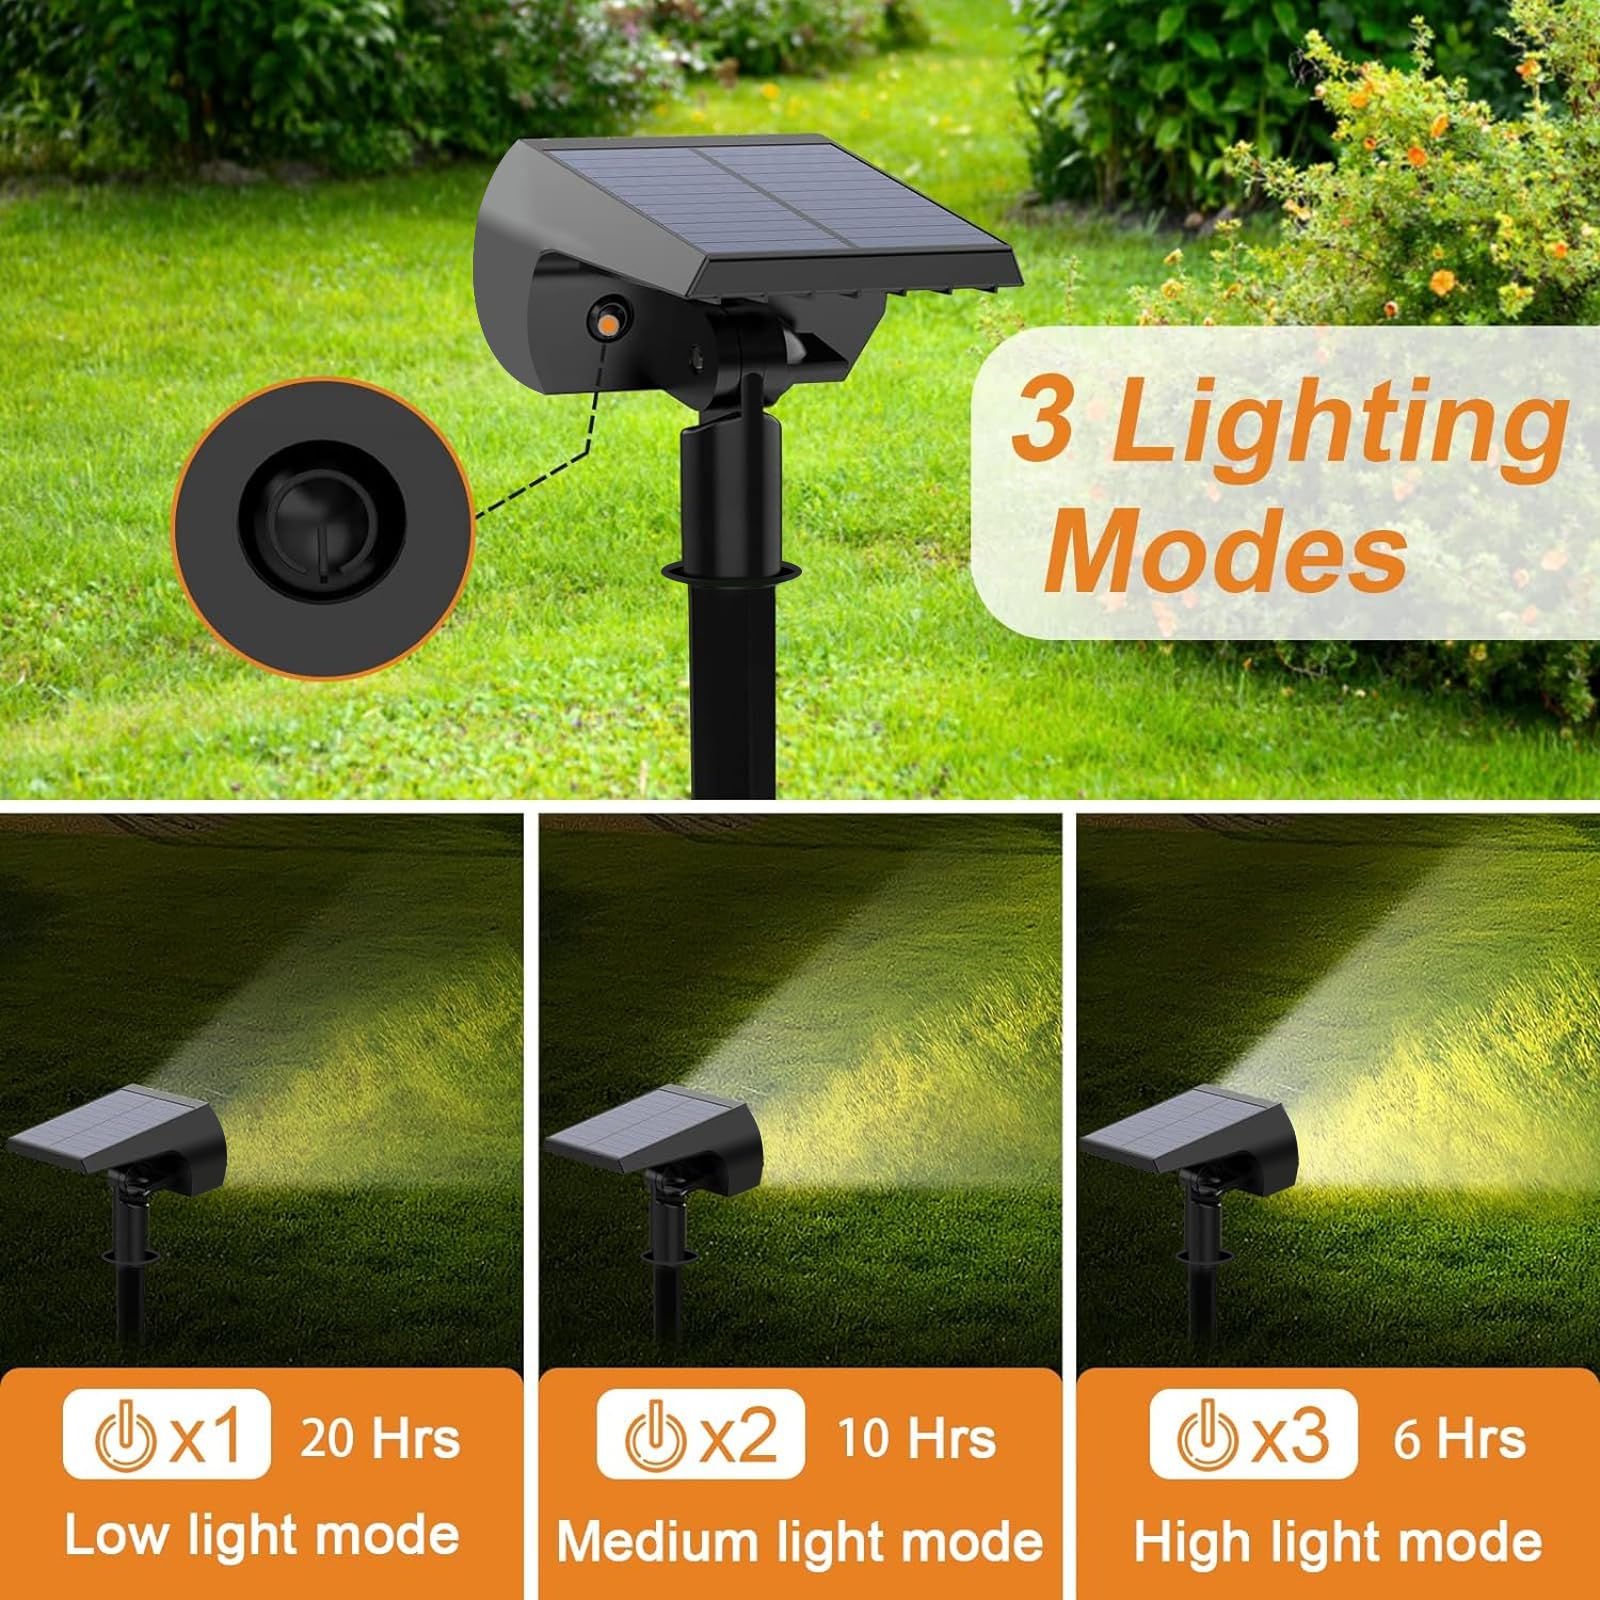 3 Lighting
Modes
x1 20 Hrs
Low light mode
x2 10 Hrs
Medium light mode
x3 6 Hrs
High light mode